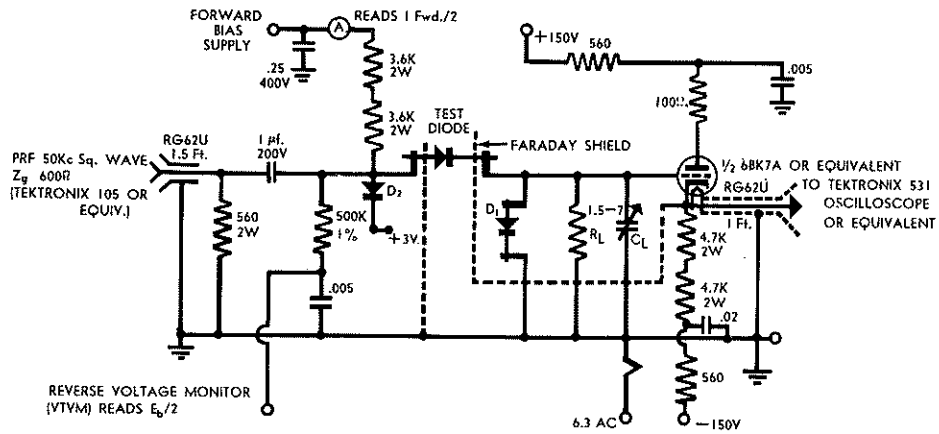 FORWARD
BIAS
SUPPLY
A
READS I Fwd./2
.25
400V
3.6K
2W
3.6K
2W
+150V
560
.005
100Ω
TEST
DIODE
FARADAY SHIELD
RG62U
1.5 Ft.
1 μf.
200V
PRF 50Kc Sq. WAVE
Zg 600Ω
(TEKTRONIX 105 OR
EQUIV.)
D2
+3V.
560
2W
500K
1%
.005
D1
RL
1.5–7
CL
½ 6BK7A OR EQUIVALENT
RG62U
TO TEKTRONIX 531
OSCILLOSCOPE
OR EQUIVALENT
1 Ft.
4.7K
2W
4.7K
2W
.02
560
REVERSE VOLTAGE MONITOR
(VTVM) READS Eb/2
6.3 AC
–150V